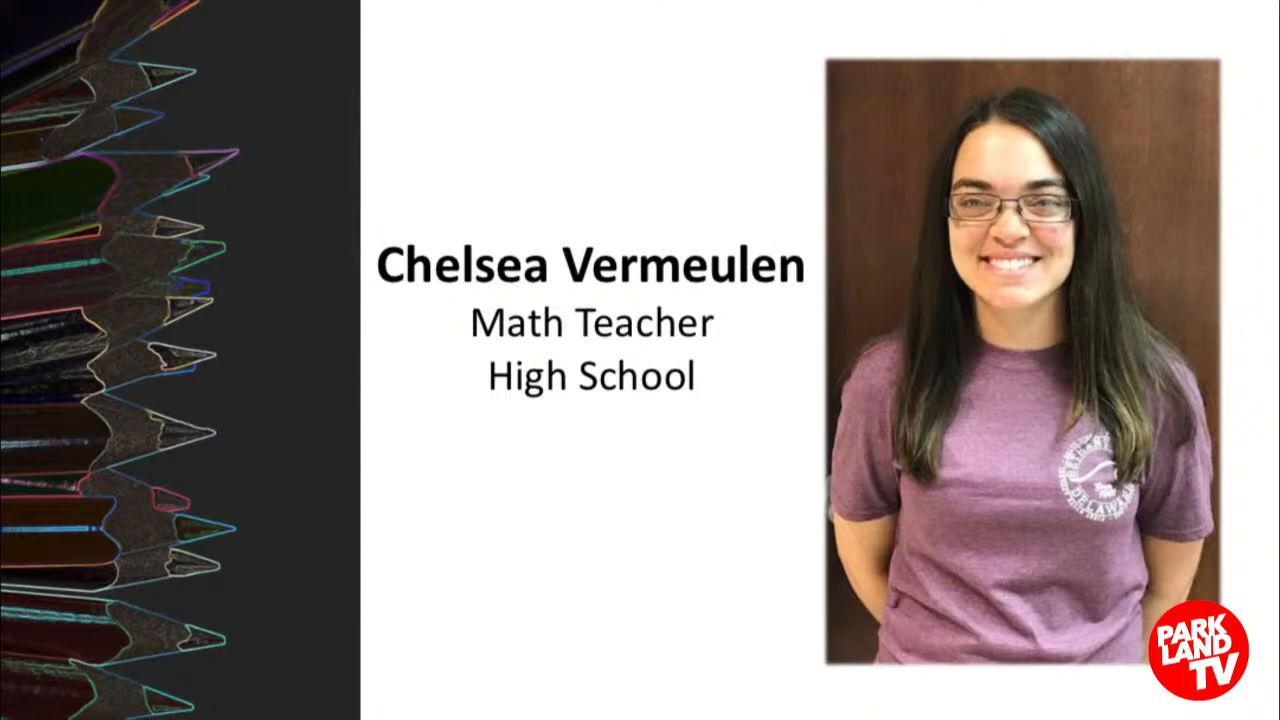 Chelsea Vermeulen
Math Teacher
High School
DELAWARE
PARK
LAND
TV